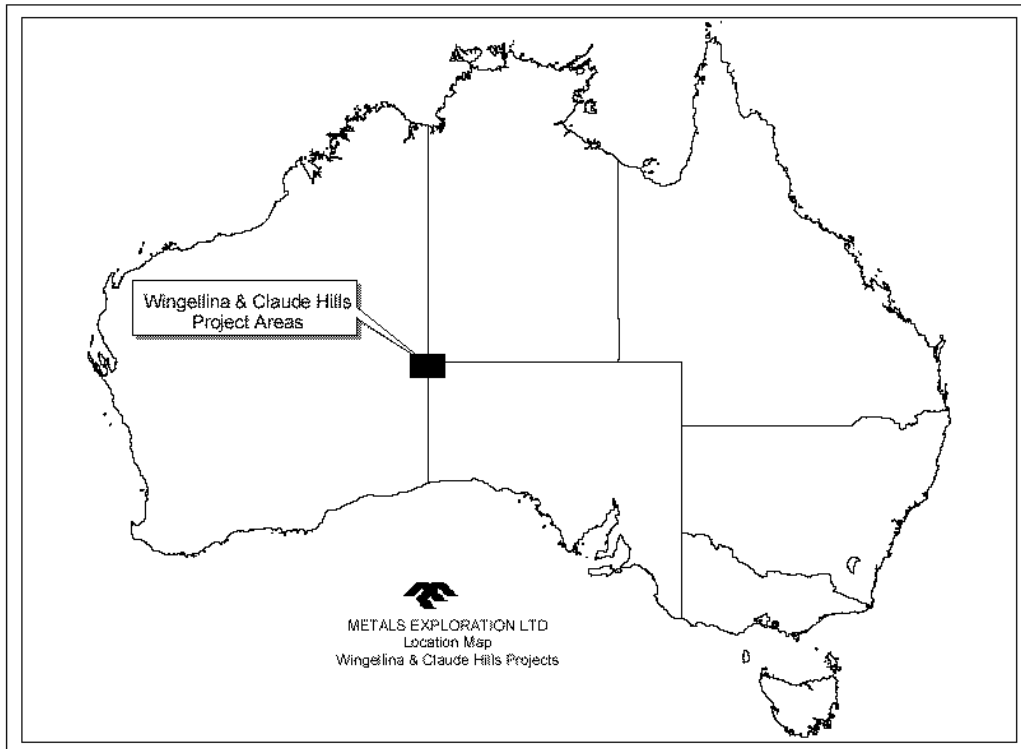 Wingellina & Claude Hills
Project Areas
METALS EXPLORATION LTD
Location Map
Wingellina & Claude Hills Projects